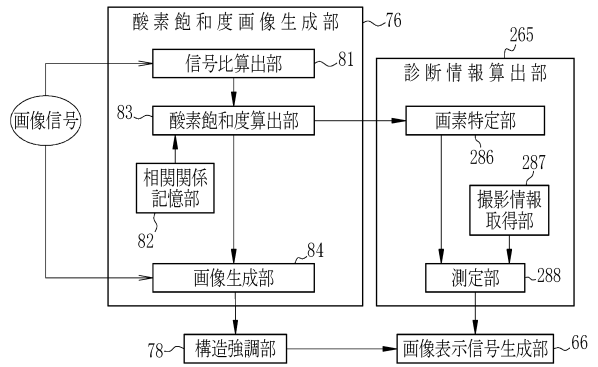 酸素飽和度画像生成部
76
信号比算出部
81
265
診断情報算出部
画像信号
83
酸素飽和度算出部
画素特定部
286
相関関係
記憶部
82
287
撮影情報
取得部
84
画像生成部
測定部
288
78
構造強調部
画像表示信号生成部
66